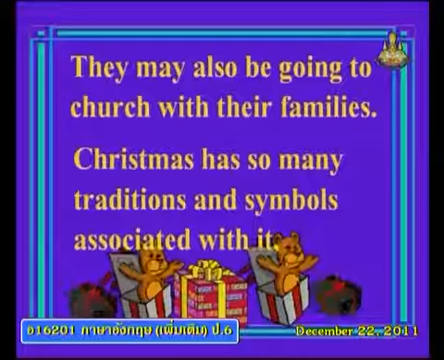 They may also be going to
church with their families.
Christmas has so many
traditions and symbols
associated with it.
อ16201 ภาษาอังกฤษ (เพิ่มเติม) ป.6
December 22, 2011